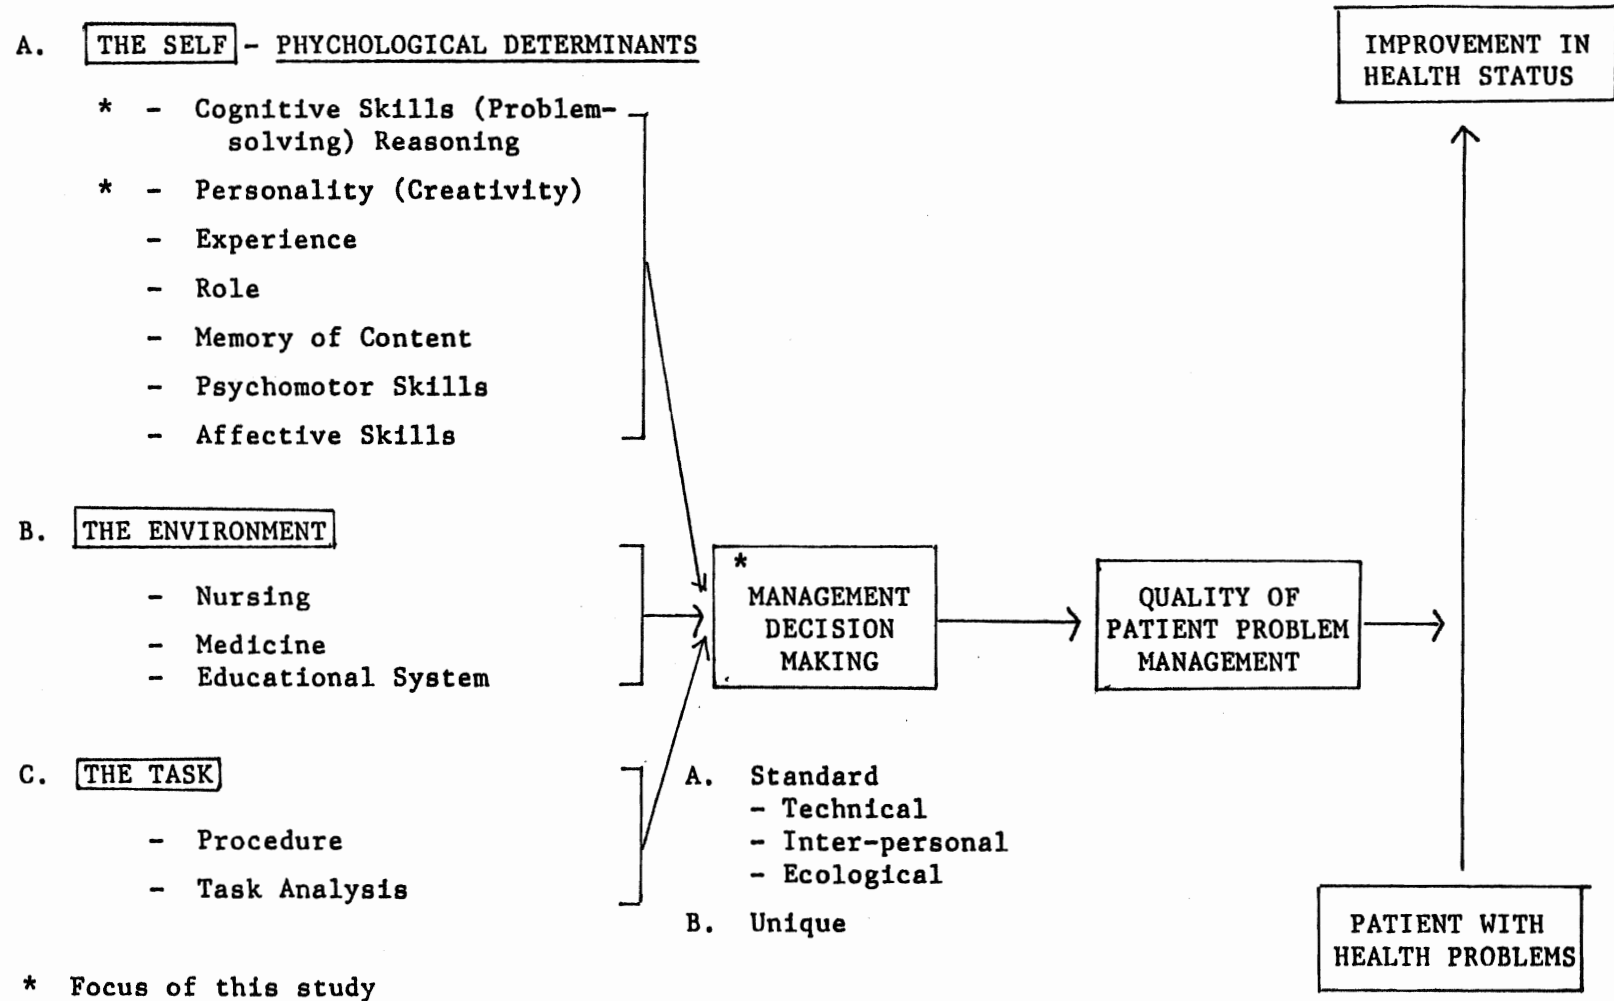 A. THE SELF - PHYCHOLOGICAL DETERMINANTS
* - Cognitive Skills (Problem-
solving) Reasoning
* - Personality (Creativity)
- Experience
- Role
- Memory of Content
- Psychomotor Skills
- Affective Skills
B. THE ENVIRONMENT
- Nursing
- Medicine
- Educational System
C. THE TASK
- Procedure
- Task Analysis
* Focus of this study
*
MANAGEMENT
DECISION
MAKING
A. Standard
- Technical
- Inter-personal
- Ecological
B. Unique
QUALITY OF
PATIENT PROBLEM
MANAGEMENT
IMPROVEMENT IN
HEALTH STATUS
PATIENT WITH
HEALTH PROBLEMS